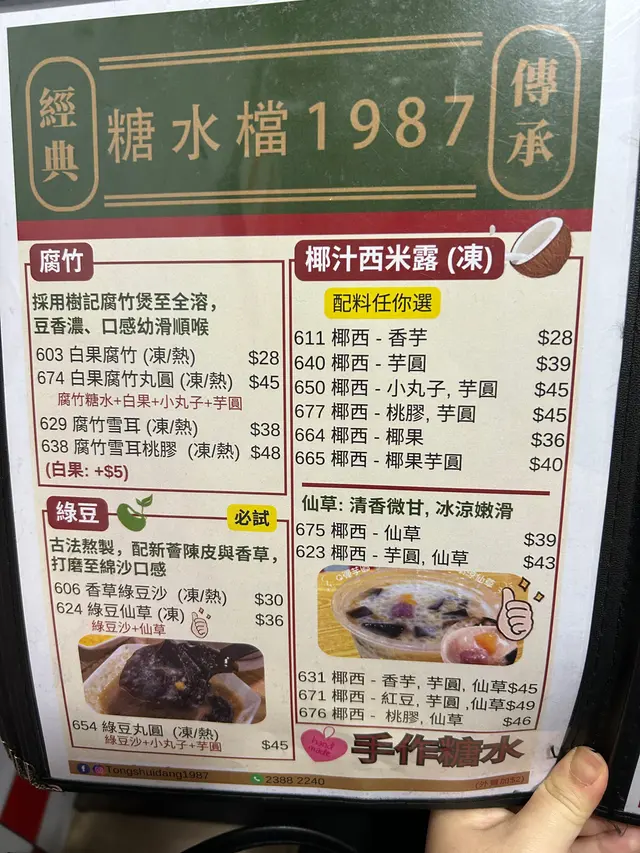 經典
糖水檔1987
傳承
腐竹
採用樹記腐竹煲至全溶，
豆香濃、口感幼滑順喉
603 白果腐竹 (凍/熱) $28
674 白果腐竹丸圓 (凍/熱) $45
腐竹糖水+白果+小丸子+芋圓
629 腐竹雪耳 (凍/熱) $38
638 腐竹雪耳桃膠 (凍/熱) $48
(白果: +$5)
綠豆
必試
古法熬製，配新薈陳皮與香草，
打磨至綿沙口感
606 香草綠豆沙 (凍/熱) $30
624 綠豆仙草 (凍) $36
綠豆沙+仙草
654 綠豆丸圓 (凍/熱) $45
綠豆沙+小丸子+芋圓
椰汁西米露 (凍)
配料任你選
611 椰西 - 香芋 $28
640 椰西 - 芋圓 $39
650 椰西 - 小丸子, 芋圓 $45
677 椰西 - 桃膠, 芋圓 $45
664 椰西 - 椰果 $36
665 椰西 - 椰果芋圓 $40
仙草: 清香微甘, 冰涼嫩滑
675 椰西 - 仙草 $39
623 椰西 - 芋圓, 仙草 $43
631 椰西 - 香芋, 芋圓, 仙草 $45
671 椰西 - 紅豆, 芋圓 ,仙草 $49
676 椰西 - 桃膠, 仙草 $46
手作糖水
Tongshuidang1987
2388 2240